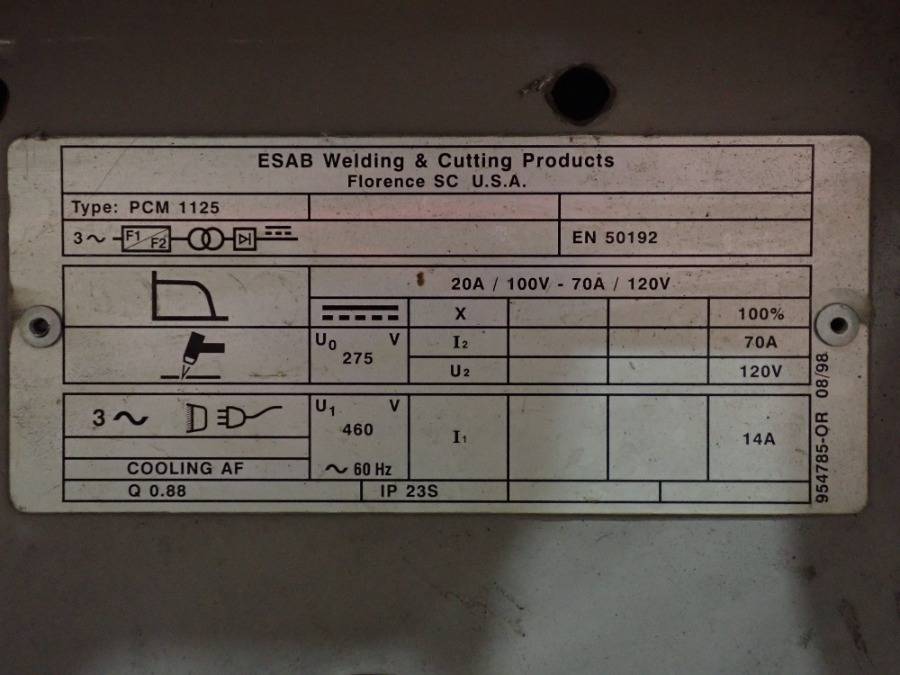 ESAB Welding & Cutting Products
Florence SC U.S.A.
Type: PCM 1125
3~ F1 F2
EN 50192
20A / 100V - 70A / 120V
X 100%
U0 V
275
I2 70A
U2 120V
3~
U1 V
460
~ 60 Hz
I1 14A
COOLING AF
Q 0.88 IP 23S
954785-QR 08/98